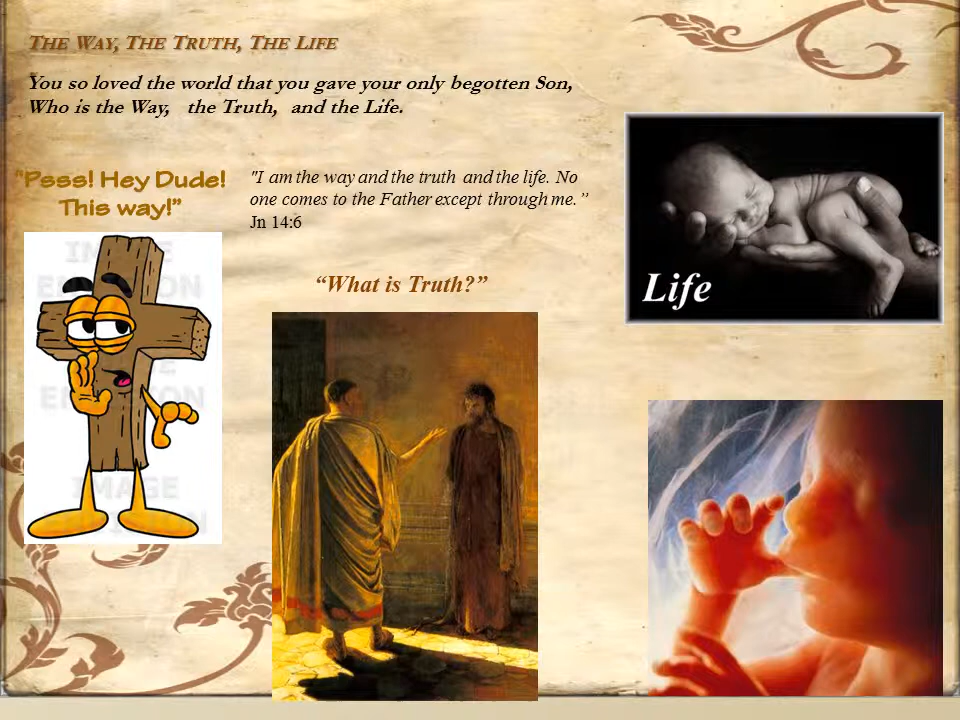 THE WAY, THE TRUTH, THE LIFE
You so loved the world that you gave your only begotten Son,
Who is the Way, the Truth, and the Life.
"Psss! Hey Dude!
This way!”
"I am the way and the truth and the life. No
one comes to the Father except through me.”
Jn 14:6
“What is Truth?”
Life